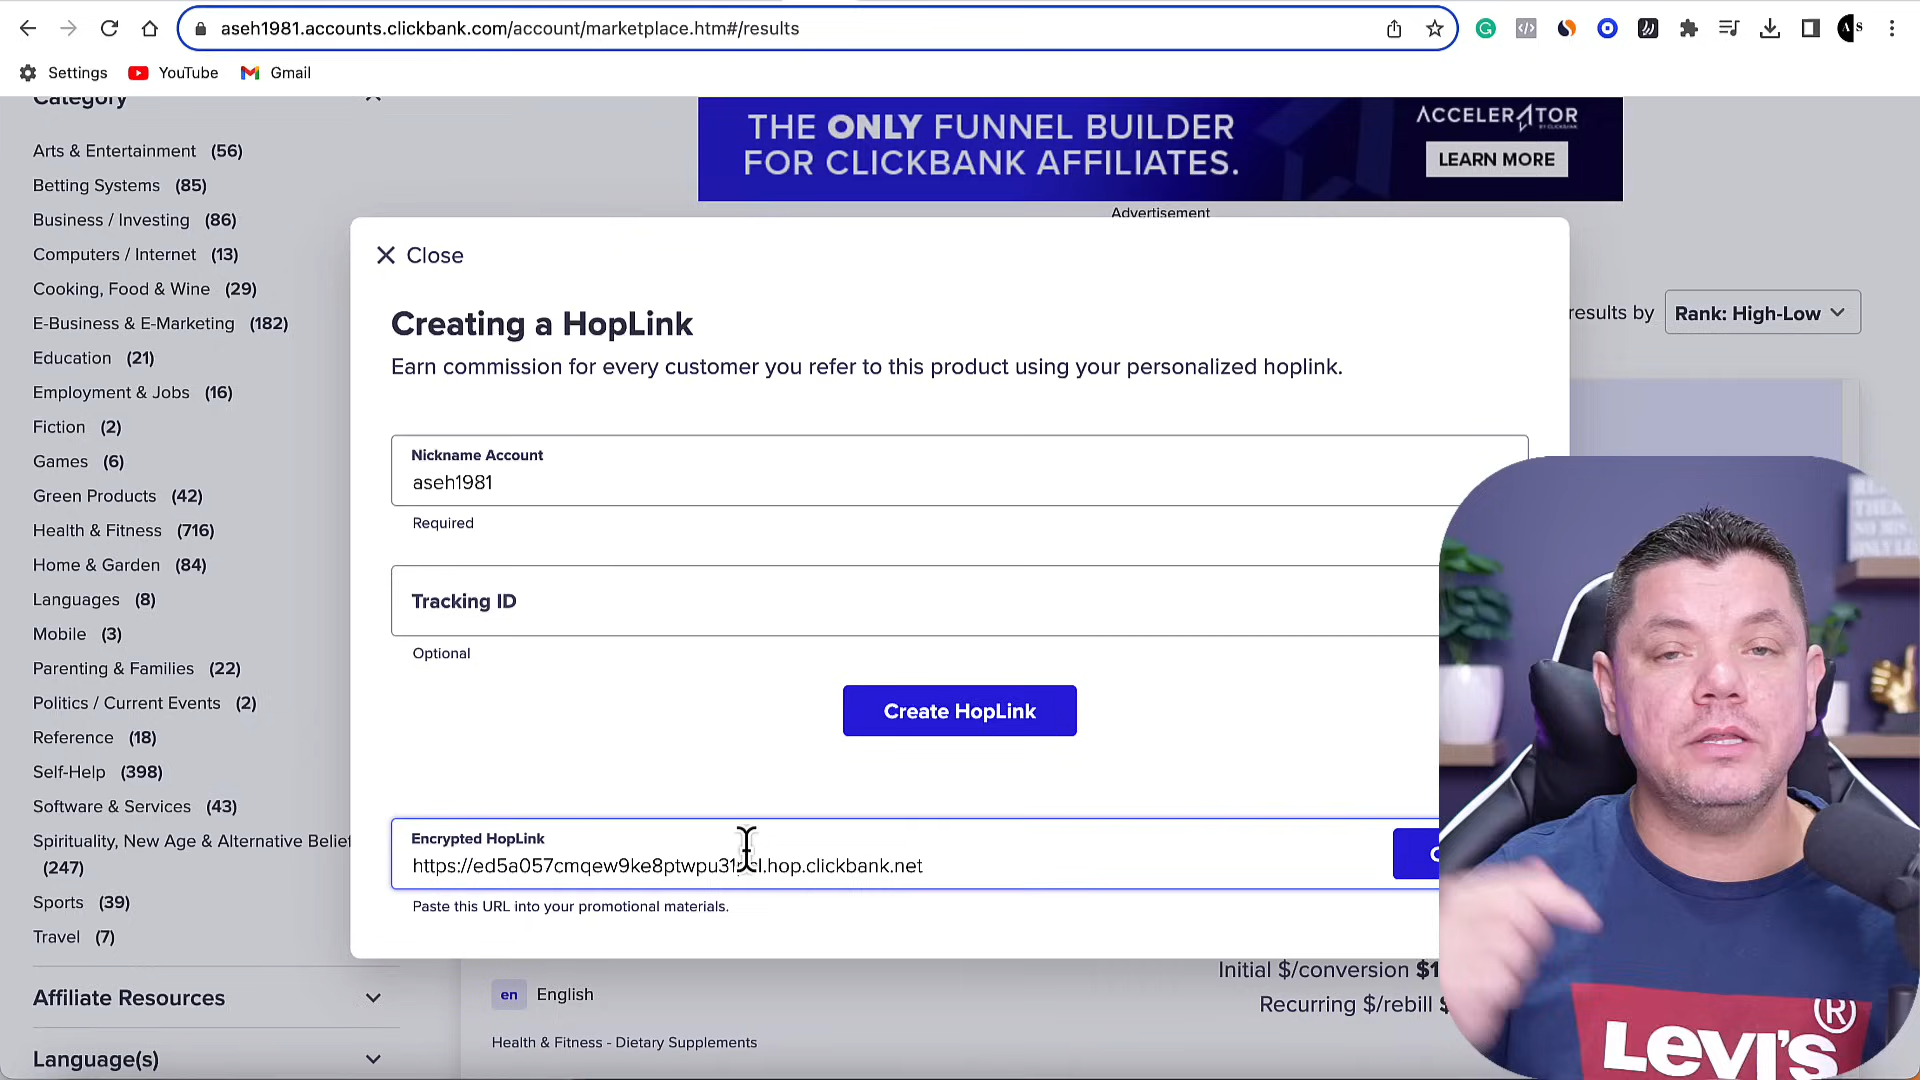 aseh1981.accounts.clickbank.com/account/marketplace.htm#/results
Settings YouTube Gmail
Category
Arts & Entertainment (56)
Betting Systems (85)
Business / Investing (86)
Computers / Internet (13)
Cooking, Food & Wine (29)
E-Business & E-Marketing (182)
Education (21)
Employment & Jobs (16)
Fiction (2)
Games (6)
Green Products (42)
Health & Fitness (716)
Home & Garden (84)
Languages (8)
Mobile (3)
Parenting & Families (22)
Politics / Current Events (2)
Reference (18)
Self-Help (398)
Software & Services (43)
Spirituality, New Age & Alternative Belief
(247)
Sports (39)
Travel (7)
Affiliate Resources
Language(s)
THE ONLY FUNNEL BUILDER
FOR CLICKBANK AFFILIATES.
ACCELERATOR
BY CLICKBANK
LEARN MORE
Advertisement
results by Rank: High-Low
Close
Creating a HopLink
Earn commission for every customer you refer to this product using your personalized hoplink.
Nickname Account
aseh1981
Required
Tracking ID
Optional
Create HopLink
Encrypted HopLink
Paste this URL into your promotional materials.
Initial $/conversion $1
Recurring $/rebill $
en English
Health & Fitness - Dietary Supplements
Levi's